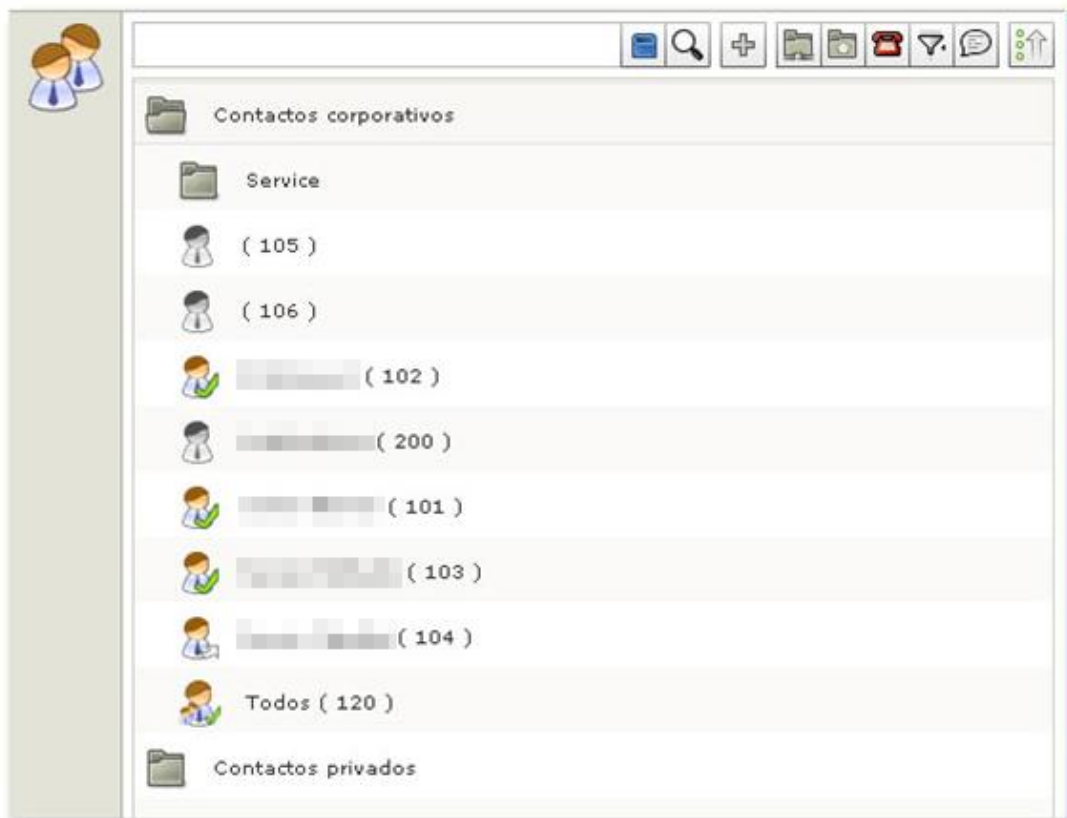 Contactos corporativos
Service
( 105 )
( 106 )
( 102 )
( 200 )
( 101 )
( 103 )
( 104 )
Todos ( 120 )
Contactos privados